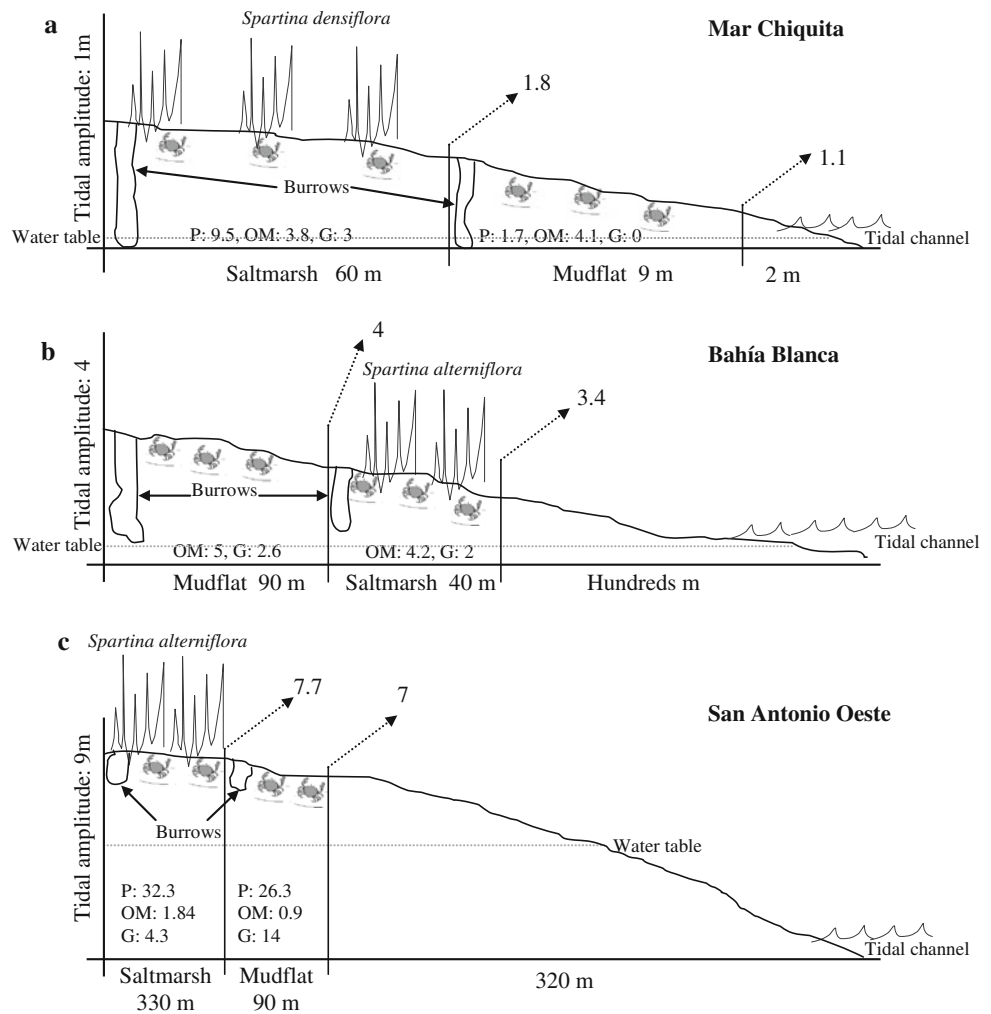 a
Spartina densiflora
Mar Chiquita
Tidal amplitude: 1m
1.8
1.1
Burrows
Water table
P: 9.5, OM: 3.8, G: 3
P: 1.7, OM: 4.1, G: 0
Tidal channel
Saltmarsh 60 m
Mudflat 9 m
2 m
b
4
Bahía Blanca
Spartina alterniflora
Tidal amplitude: 4
3.4
Burrows
Water table
OM: 5, G: 2.6
OM: 4.2, G: 2
Tidal channel
Mudflat 90 m
Saltmarsh 40 m
Hundreds m
c
Spartina alterniflora
7.7
7
San Antonio Oeste
Tidal amplitude: 9m
Burrows
Water table
P: 32.3
OM: 1.84
G: 4.3
P: 26.3
OM: 0.9
G: 14
Tidal channel
Saltmarsh
330 m
Mudflat
90 m
320 m